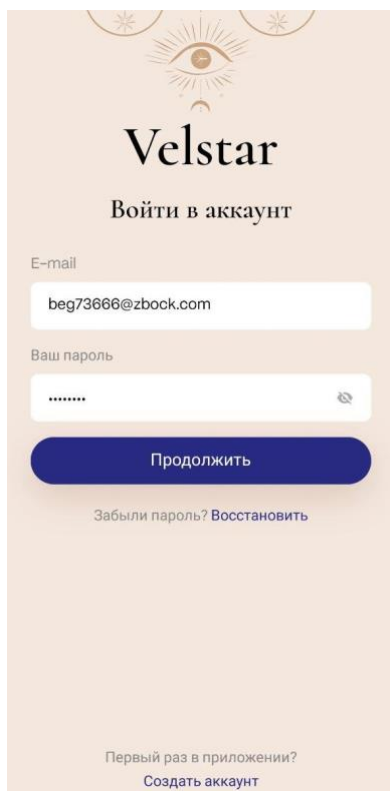 Velstar
Войти в аккаунт
E-mail
beg73666@zbock.com
Ваш пароль
••••••••
Продолжить
Забыли пароль? Восстановить
Первый раз в приложении?
Создать аккаунт